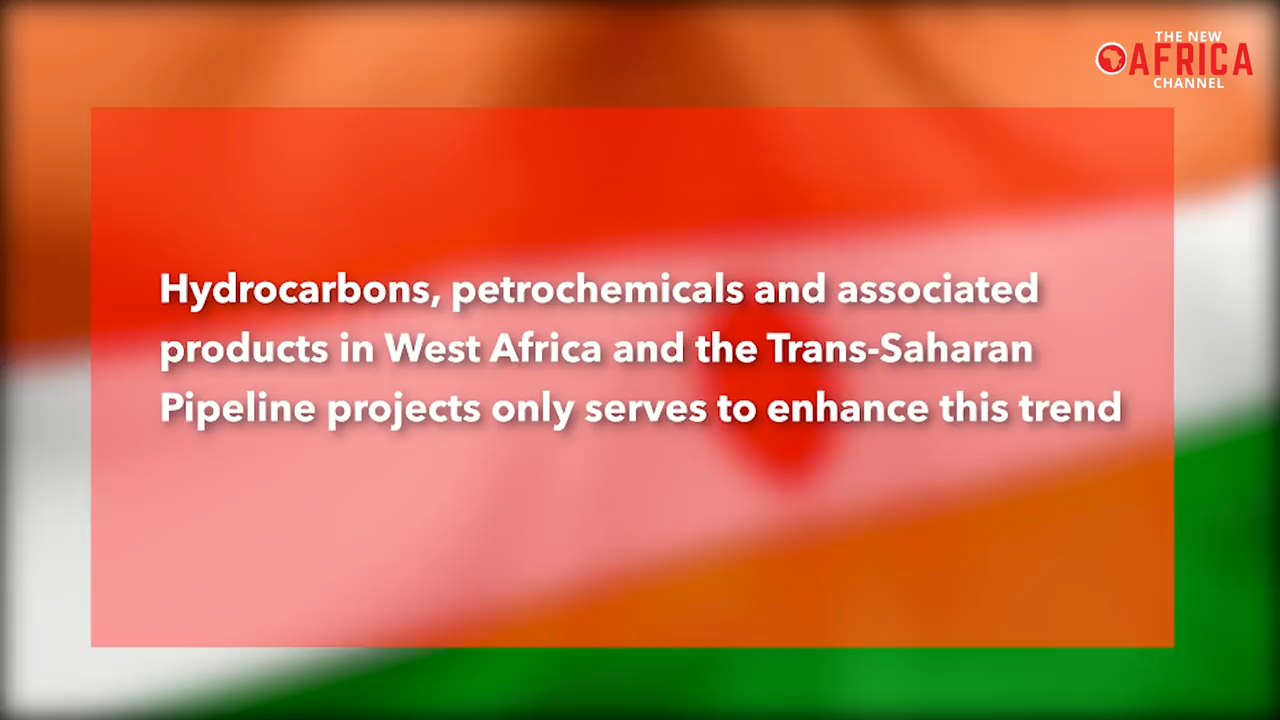 THE NEW
AFRICA
CHANNEL
Hydrocarbons, petrochemicals and associated
products in West Africa and the Trans-Saharan
Pipeline projects only serves to enhance this trend